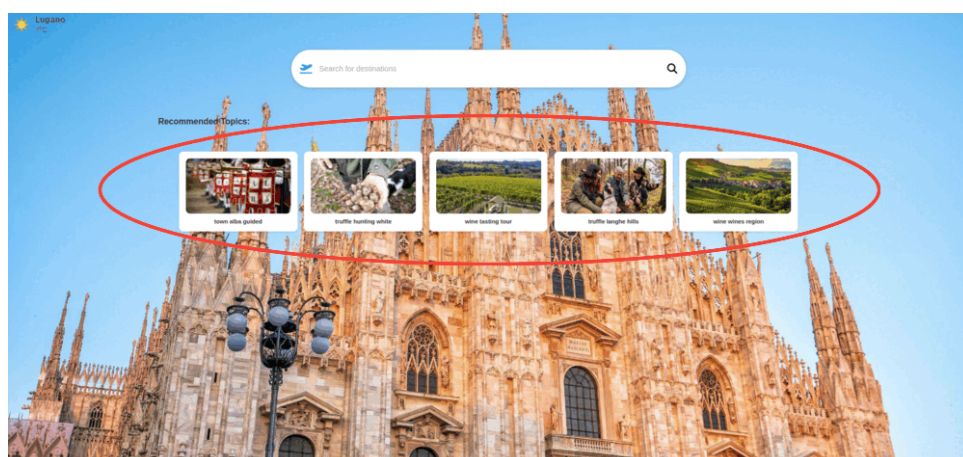 Lugano
Search for destinations
Recommended Topics:
town alba guided
truffle hunting white
wine tasting tour
truffle langhe hills
wine wines region